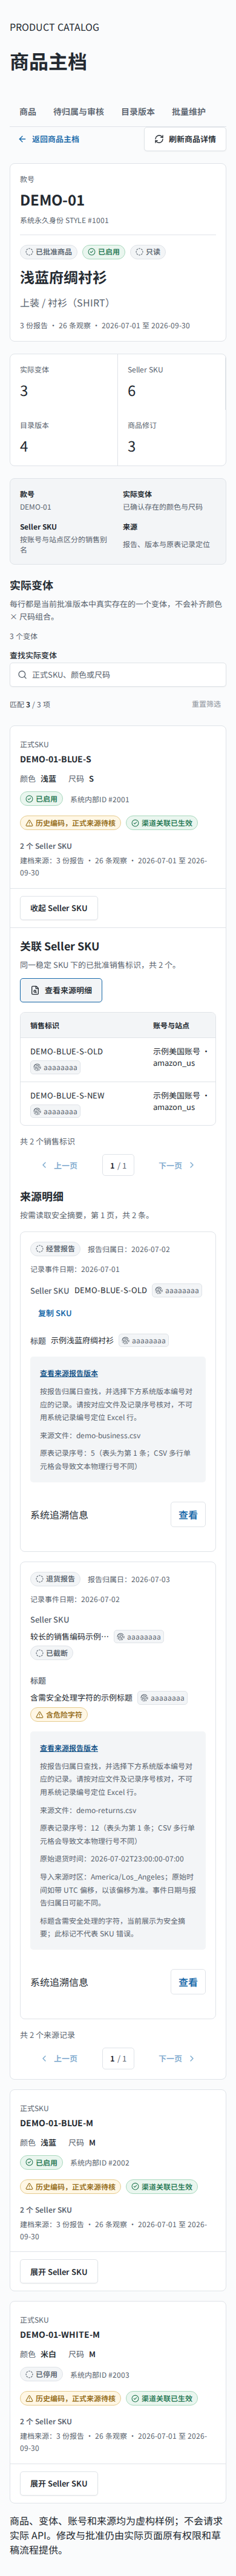 PRODUCT CATALOG
商品主档
商品 待归属与审核 目录版本 批量维护
返回商品主档 刷新商品详情
款号
DEMO-01
系统永久身份 STYLE #1001
已批准商品 已启用 只读
浅蓝府绸衬衫
上装 / 衬衫（SHIRT）
3 份报告 • 26 条观察 • 2026-07-01 至 2026-09-30
实际变体 Seller SKU
3 6
目录版本 商品修订
4 3
款号 实际变体
DEMO-01 已确认存在的颜色与尺码
Seller SKU 来源
按账号与站点区分的销售别名 报告、版本与原表记录定位
实际变体
每行都是当前批准版本中真实存在的一个变体，不会补齐颜色
× 尺码组合。
3 个变体
查找实际变体
正式SKU、颜色或尺码
匹配 3 / 3 项 重置筛选
正式SKU
DEMO-01-BLUE-S
颜色 浅蓝 尺码 S
已启用 系统内部ID #2001
历史编码，正式来源待核 渠道关联已生效
2 个 Seller SKU
建档来源：3 份报告 • 26 条观察 • 2026-07-01 至 2026-
09-30
收起 Seller SKU
关联 Seller SKU
同一稳定 SKU 下的已批准销售标识，共 2 个。
查看来源明细
销售标识 账号与站点
DEMO-BLUE-S-OLD 示例美国账号 •
aaaaaaaa amazon_us
DEMO-BLUE-S-NEW 示例美国账号 •
aaaaaaaa amazon_us
共 2 个销售标识
上一页 1 / 1 下一页
来源明细
按需读取安全摘要，第 1 页，共 2 条。
经营报告 报告归属日：2026-07-02
记录事件日期：2026-07-01
Seller SKU DEMO-BLUE-S-OLD aaaaaaaa
复制 SKU
标题 示例浅蓝府绸衬衫 aaaaaaaa
查看来源报告版本
按报告归属日查找，并选择下方系统版本编号对
应的记录。请按对应文件及记录序号核对，不可
用系统记录编号定位 Excel 行。
来源文件：demo-business.csv
原表记录序号：5（表头为第 1 条；CSV 多行单
元格会导致文本物理行号不同）
系统追溯信息 查看
退货报告 报告归属日：2026-07-03
记录事件日期：2026-07-02
Seller SKU
较长的销售编码示例⋯ aaaaaaaa
已截断
标题
含需安全处理字符的示例标题 aaaaaaaa
含危险字符
查看来源报告版本
按报告归属日查找，并选择下方系统版本编号对
应的记录。请按对应文件及记录序号核对，不可
用系统记录编号定位 Excel 行。
来源文件：demo-returns.csv
原表记录序号：12（表头为第 1 条；CSV 多行单
元格会导致文本物理行号不同）
原始退货时间：2026-07-02T23:00:00-07:00
导入来源时区：America/Los_Angeles；原始时
间如带 UTC 偏移，以该偏移为准。事件日期与报
告归属日可能不同。
标题含需安全处理的字符，当前展示为安全摘
要；此标记不代表 SKU 错误。
系统追溯信息 查看
共 2 个来源记录
上一页 1 / 1 下一页
正式SKU
DEMO-01-BLUE-M
颜色 浅蓝 尺码 M
已启用 系统内部ID #2002
历史编码，正式来源待核 渠道关联已生效
2 个 Seller SKU
建档来源：3 份报告 • 26 条观察 • 2026-07-01 至 2026-
09-30
展开 Seller SKU
正式SKU
DEMO-01-WHITE-M
颜色 米白 尺码 M
已停用 系统内部ID #2003
历史编码，正式来源待核 渠道关联已生效
2 个 Seller SKU
建档来源：3 份报告 • 26 条观察 • 2026-07-01 至 2026-
09-30
展开 Seller SKU
商品、变体、账号和来源均为虚构样例；不会请求
实际 API。修改与批准仍由实际页面原有权限和草
稿流程提供。